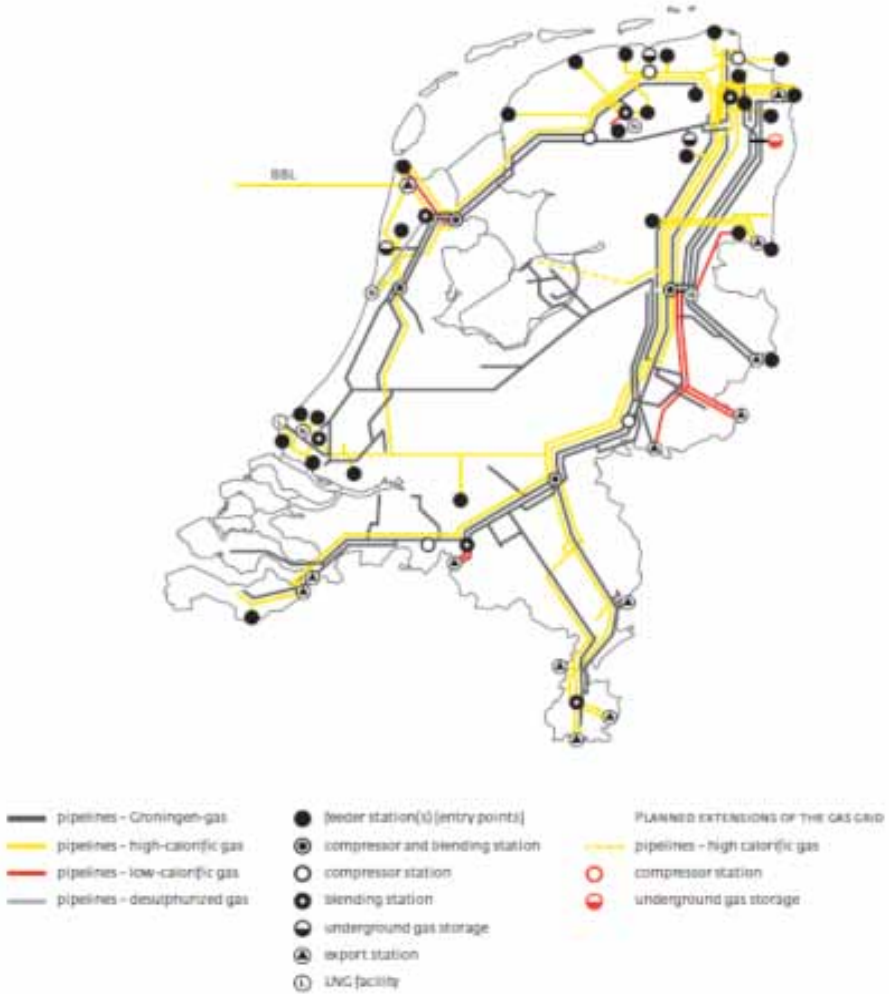 BBL
pipelines – Groningen-gas
pipelines – high-calorific gas
pipelines – low-calorific gas
pipelines – desulphurized gas
feeder station(s) [entry points]
compressor and blending station
compressor station
blending station
underground gas storage
export station
L LNG facility
PLANNED EXTENSIONS OF THE GAS GRID
pipelines – high calorific gas
compressor station
underground gas storage